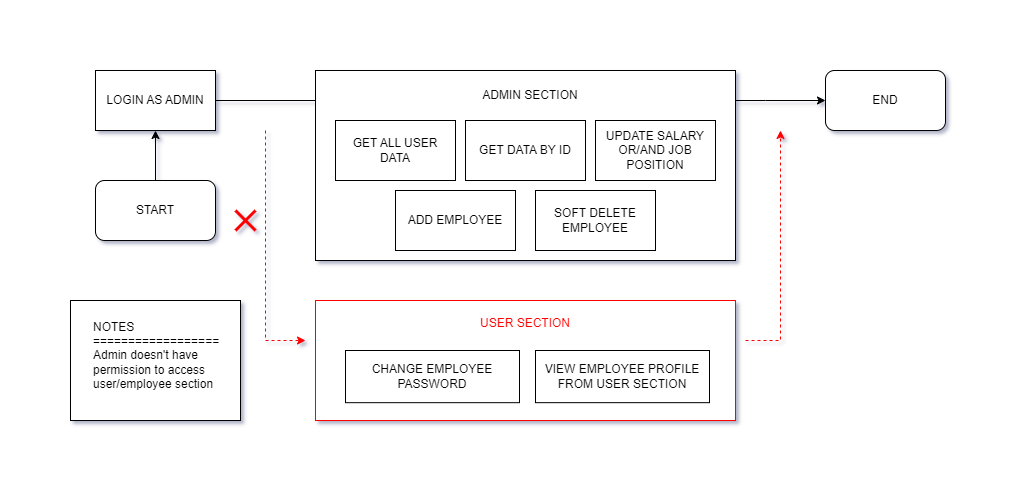 LOGIN AS ADMIN
ADMIN SECTION
END
GET ALL USER
DATA
GET DATA BY ID
UPDATE SALARY
OR/AND JOB
POSITION
START
ADD EMPLOYEE
SOFT DELETE
EMPLOYEE
NOTES
==================
Admin doesn't have
permission to access
user/employee section
USER SECTION
CHANGE EMPLOYEE
PASSWORD
VIEW EMPLOYEE PROFILE
FROM USER SECTION